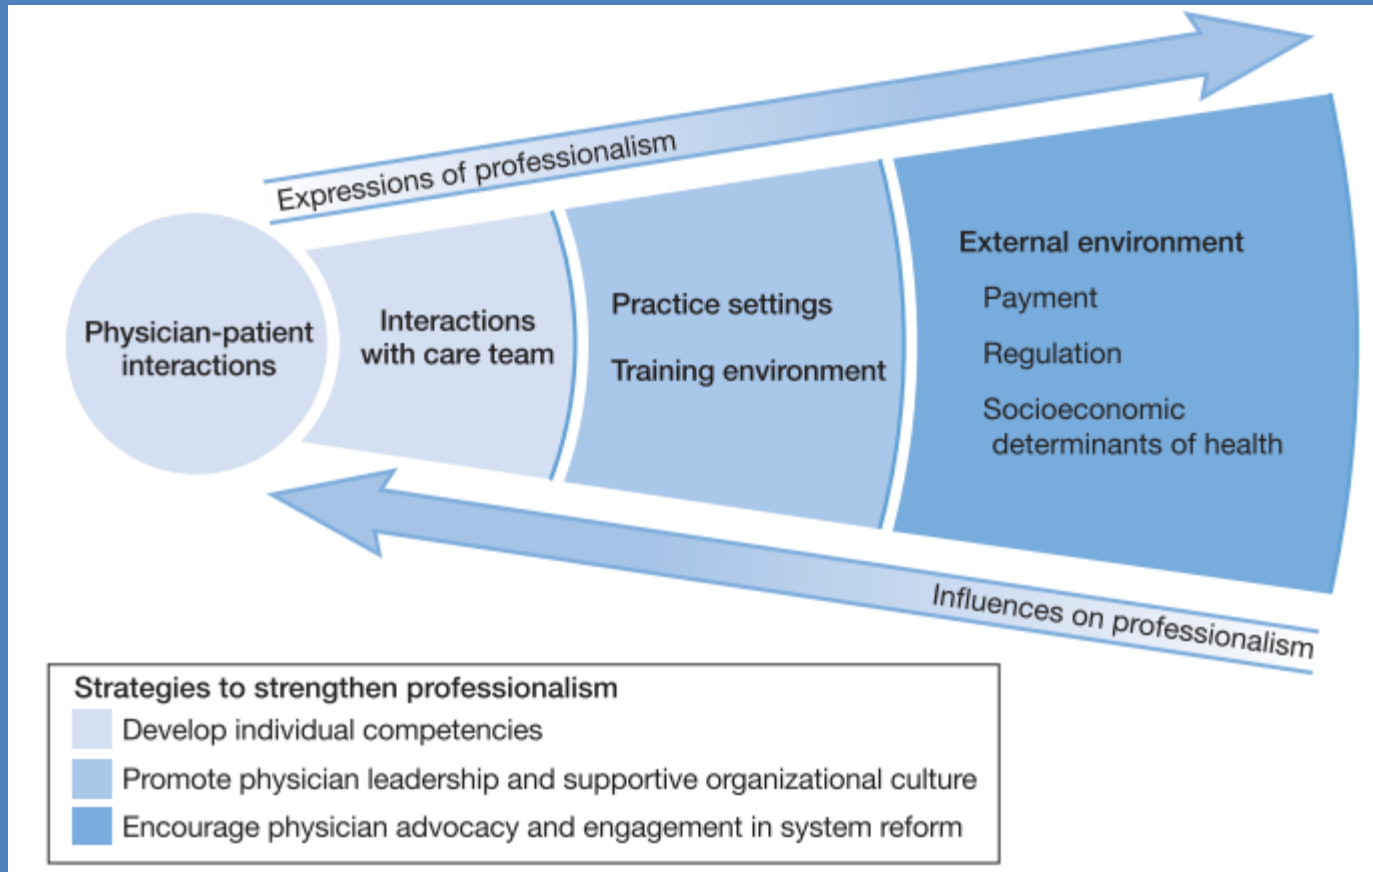 Expressions of professionalism
Physician-patient
interactions
Interactions
with care team
Practice settings
Training environment
External environment
Payment
Regulation
Socioeconomic
determinants of health
Influences on professionalism
Strategies to strengthen professionalism
Develop individual competencies
Promote physician leadership and supportive organizational culture
Encourage physician advocacy and engagement in system reform